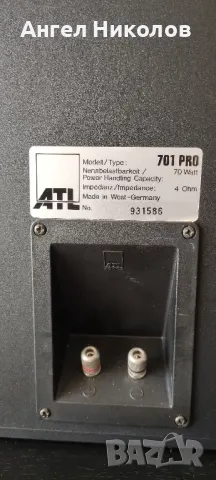 Ангел Николов
ATL
Modell/Type: 701 PRO
Nennbelastbarkeit/ 70 Watt
Power Handling Capacity:
Impedanz/Impedance: 4 Ohm
Made in West-Germany
No. 931586
BAZAR